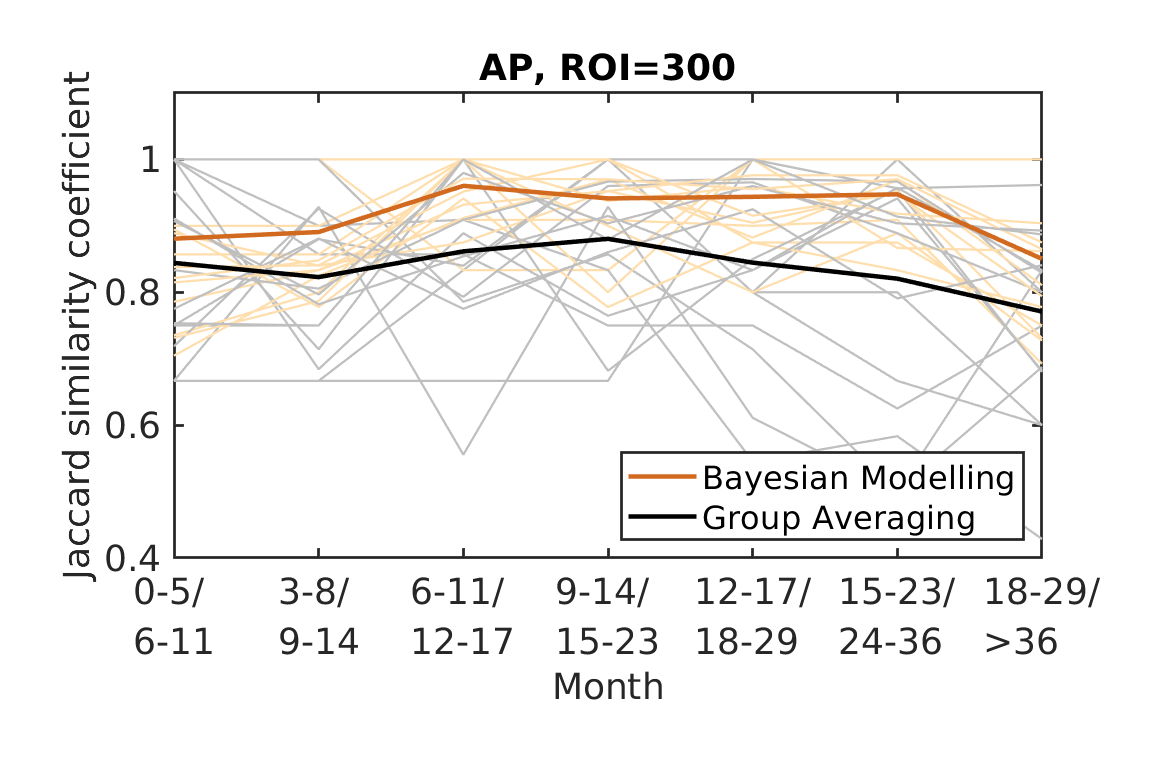 AP, ROI=300
Jaccard similarity coefficient
1
0.8
0.6
0.4
Bayesian Modelling
Group Averaging
0-5/ 3-8/ 6-11/ 9-14/ 12-17/ 15-23/ 18-29/
6-11 9-14 12-17 15-23 18-29 24-36 >36
Month